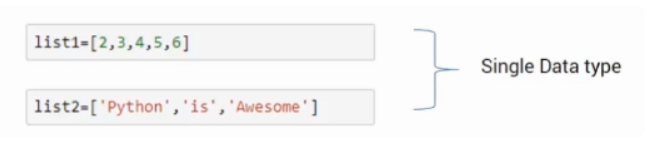 list1=[2,3,4,5,6]
Single Data type
list2=['Python','is','Awesome']